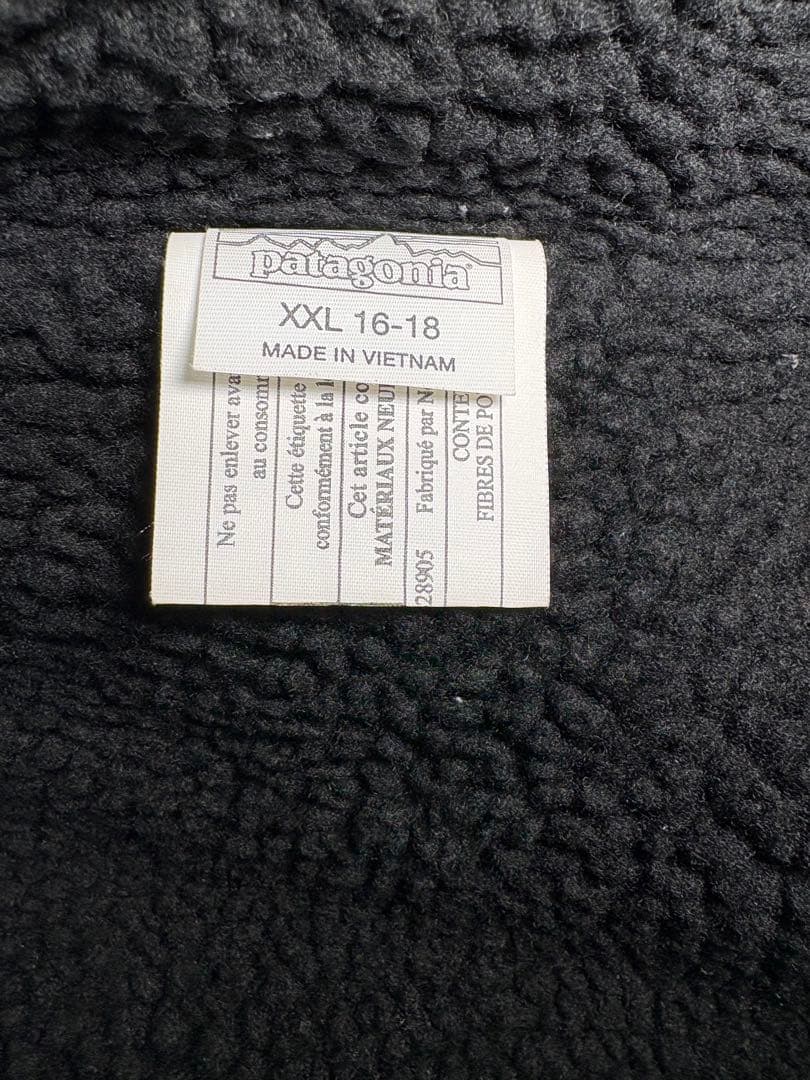 patagonia
XXL 16-18
MADE IN VIETNAM
Ne pas enlever ava
au consomm
Cette étiquette
conformément à la l
Cet article co
MATÉRIAUX NEU
28905 Fabriqué par N
CONTE
FIBRES DE PO